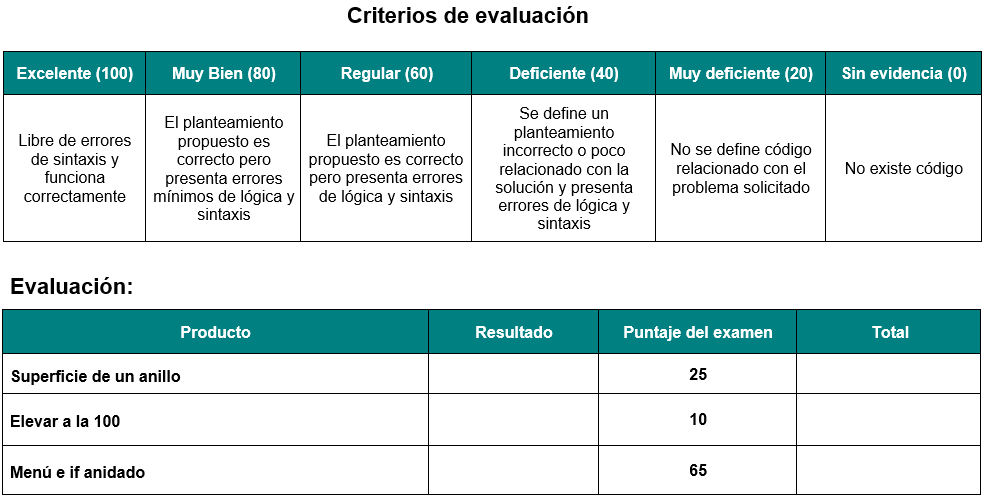 Criterios de evaluación
Excelente (100)
Muy Bien (80)
Regular (60)
Deficiente (40)
Muy deficiente (20)
Sin evidencia (0)
Libre de errores
de sintaxis y
funciona
correctamente
El planteamiento
propuesto es
correcto pero
presenta errores
mínimos de lógica y
sintaxis
El planteamiento
propuesto es correcto
pero presenta errores
de lógica y sintaxis
Se define un
planteamiento
incorrecto o poco
relacionado con la
solución y presenta
errores de lógica y
sintaxis
No se define código
relacionado con el
problema solicitado
No existe código
Evaluación:
Producto
Resultado
Puntaje del examen
Total
Superficie de un anillo
25
Elevar a la 100
10
Menú e if anidado
65